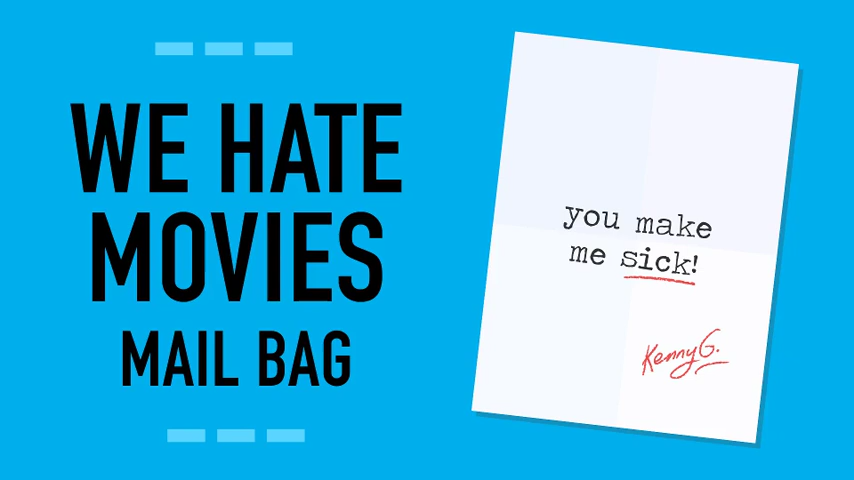 WE HATE
MOVIES
MAIL BAG
you make
me sick!
Kenny G.